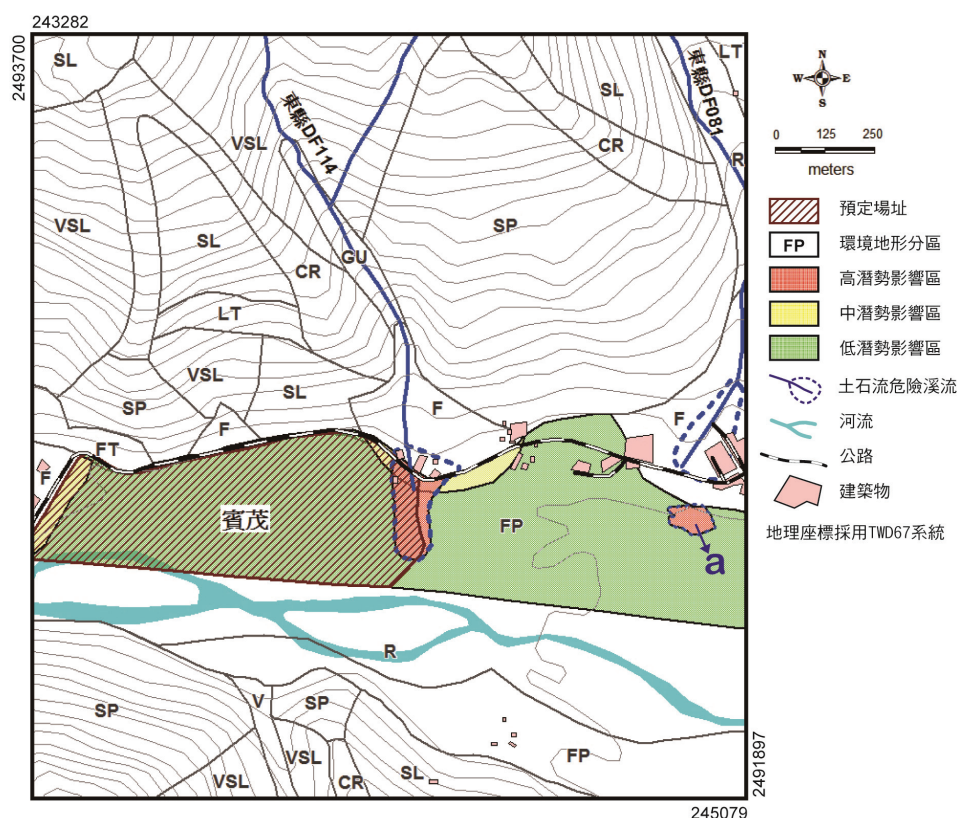 243282
2493700
SL
LT
N
W E
S
東縣DF114
東縣DF081
SL
VSL
CR
R
0 125 250
meters
VSL
SL
SP
GU
CR
LT
VSL
SL
SP
F
F
F
FT
F
賓茂
FP
a
R
SP
V
SP
VSL
VSL
CR
SL
FP
2491897
245079
預定場址
FP 環境地形分區
高潛勢影響區
中潛勢影響區
低潛勢影響區
土石流危險溪流
河流
公路
建築物
地理座標採用TWD67系統